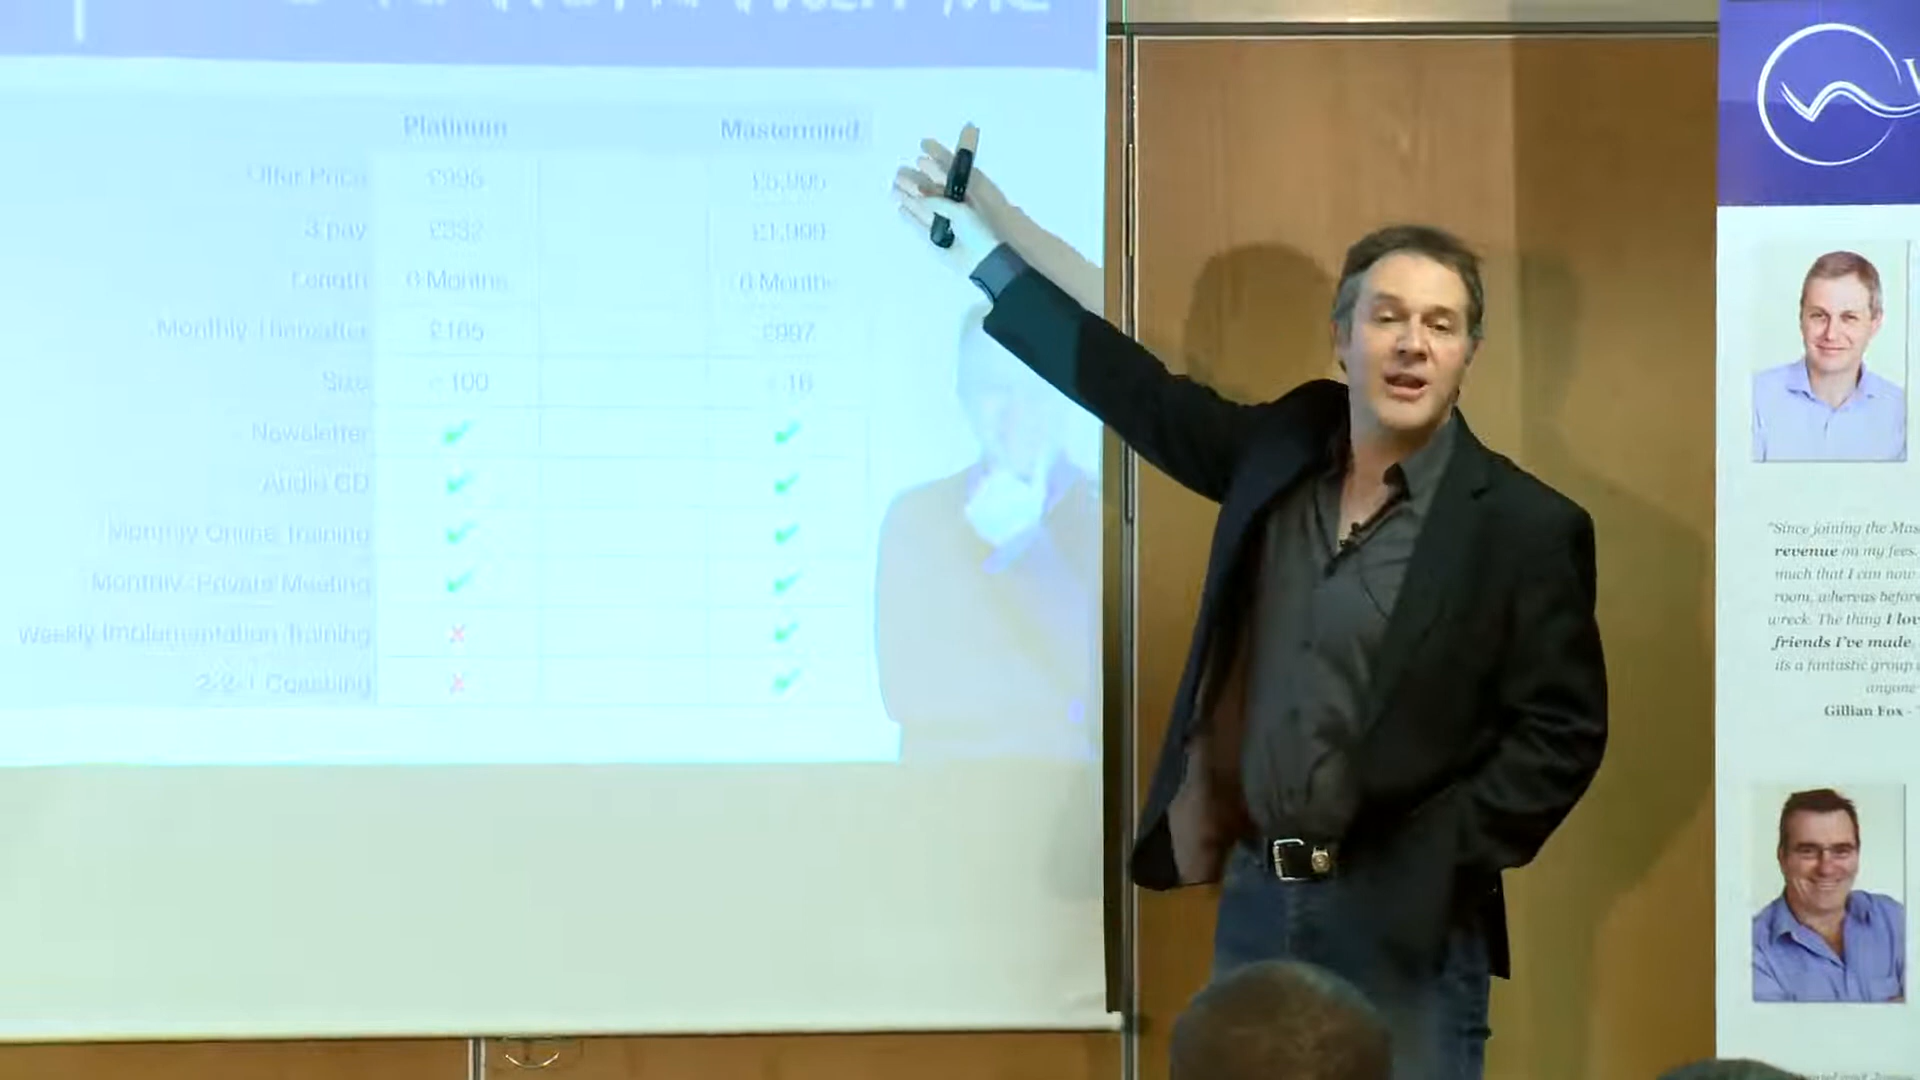 Platinum Mastermind
Offer Price £995 £5,995
3 pay £332 £1,999
Length 6 Months 6 Months
Monthly Thereafter £165 £997
Size 100 16
Newsletter
Audio CD
Monthly Online Training
Monthly Private Meeting
Weekly Implementation Training
2-2-1 Coaching
"Since joining the
revenue on my fees.
much that I can now
room, whereas before
wreck. The thing I
friends I've made
its a fantastic group
anyone
Gillian Fox -